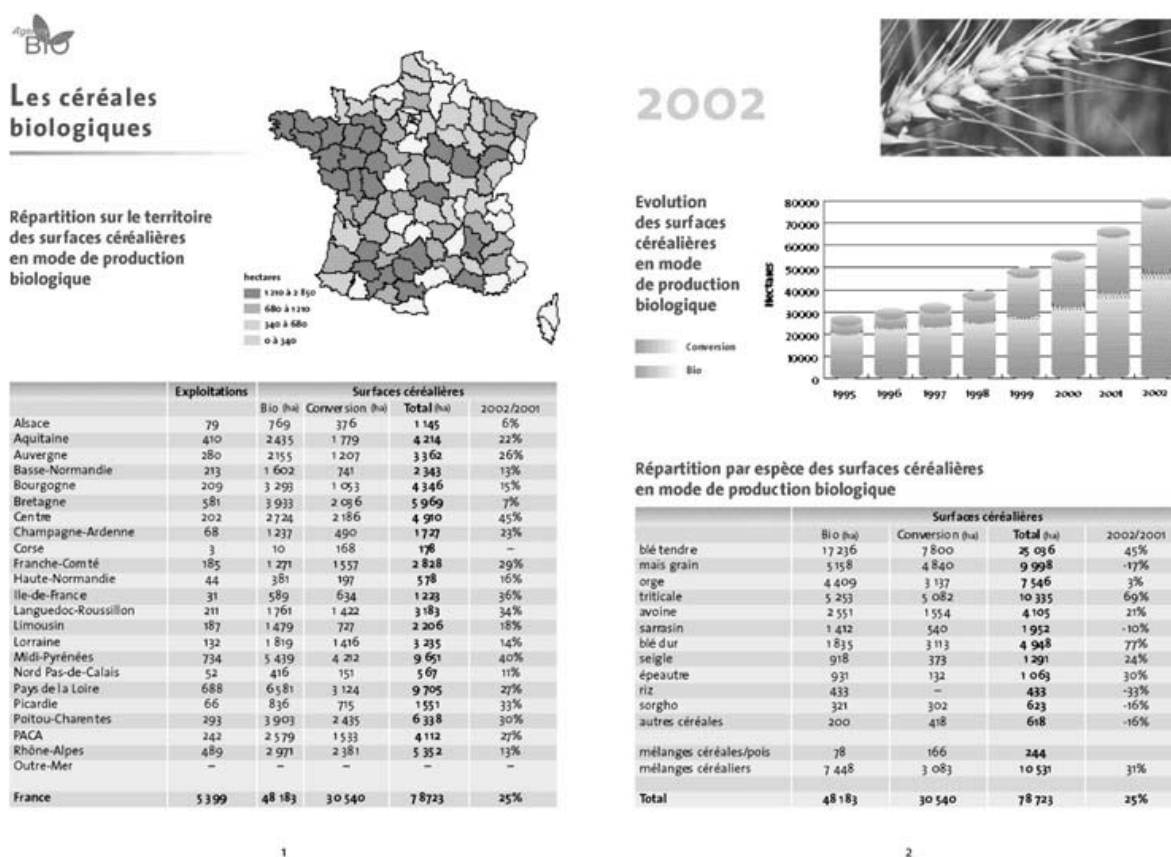 Agence
BIO
Les céréales
biologiques
Répartition sur le territoire
des surfaces céréalières
en mode de production
biologique
hectares
1 210 à 2 850
680 à 1 210
340 à 680
0 à 340
Exploitations Surfaces céréalières
Bio (ha) Conversion (ha) Total (ha) 2002/2001
Alsace 79 769 376 1 145 6%
Aquitaine 410 2 435 1 779 4 214 22%
Auvergne 280 2155 1 207 3 362 26%
Basse-Normandie 213 1 602 741 2 343 13%
Bourgogne 209 3 293 1 053 4 346 15%
Bretagne 581 3 933 2 036 5 969 7%
Centre 202 2 724 2 186 4 910 45%
Champagne-Ardenne 68 1 237 490 1 727 23%
Corse 3 10 168 178 –
Franche-Comté 185 1 271 1 557 2 828 29%
Haute-Normandie 44 381 197 578 16%
Ile-de-France 31 589 634 1 223 36%
Languedoc-Roussillon 211 1 761 1 422 3 183 34%
Limousin 187 1 479 727 2 206 18%
Lorraine 132 1 819 1 416 3 235 14%
Midi-Pyrénées 734 5 439 4 212 9 651 40%
Nord Pas-de-Calais 52 416 151 567 11%
Pays de la Loire 688 6 581 3 124 9 705 27%
Picardie 66 836 715 1 551 33%
Poitou-Charentes 293 3 903 2 435 6 338 30%
PACA 242 2 579 1 533 4 112 27%
Rhône-Alpes 489 2 971 2 381 5 352 13%
Outre-Mer – – – – –
France 5 399 48 183 30 540 78723 25%
1
2002
Evolution
des surfaces
céréalières
en mode
de production
biologique
Conversion
Bio
Hectares
80000
70000
60000
50000
40000
30000
20000
10000
0
1995 1996 1997 1998 1999 2000 2001 2002
Répartition par espèce des surfaces céréalières
en mode de production biologique
Surfaces céréalières
Bio (ha) Conversion (ha) Total (ha) 2002/2001
blé tendre 17 236 7 800 25 036 45%
mais grain 5 158 4 840 9 998 -17%
orge 4 409 3 137 7 546 3%
triticale 5 253 5 082 10 335 69%
avoine 2 551 1 554 4 105 21%
sarrasin 1 412 540 1 952 -10%
blé dur 1 835 3 113 4 948 77%
seigle 918 373 1 291 24%
épeautre 931 132 1 063 30%
riz 433 – 433 -33%
sorgho 321 302 623 -16%
autres céréales 200 418 618 -16%
mélanges céréales/pois 78 166 244
mélanges céréaliers 7 448 3 083 10 531 31%
Total 48 183 30 540 78 723 25%
2